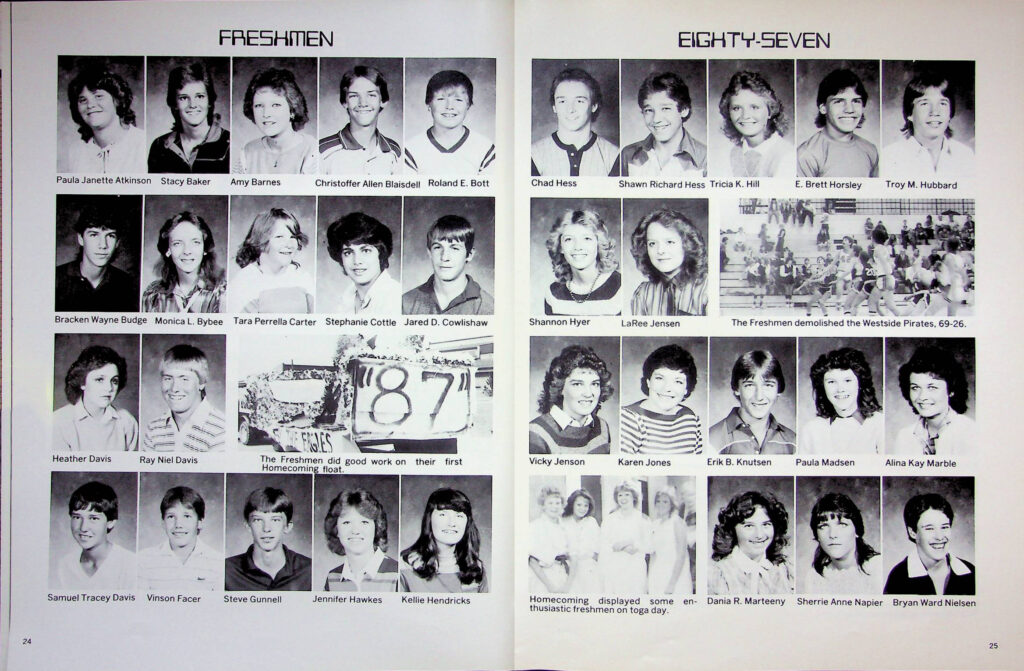 FRESHMEN
Paula Janette Atkinson Stacy Baker Amy Barnes Christoffer Allen Blaisdell Roland E. Bott
Bracken Wayne Budge Monica L. Bybee Tara Perrella Carter Stephanie Cottle Jared D. Cowlishaw
"87"
THE EAGLES
Heather Davis Ray Niel Davis
The Freshmen did good work on their first
Homecoming float.
Samuel Tracey Davis Vinson Facer Steve Gunnell Jennifer Hawkes Kellie Hendricks
24
EIGHTY-SEVEN
Chad Hess Shawn Richard Hess Tricia K. Hill E. Brett Horsley Troy M. Hubbard
Shannon Hyer LaRee Jensen
The Freshmen demolished the Westside Pirates, 69-26.
Vicky Jenson Karen Jones Erik B. Knutsen Paula Madsen Alina Kay Marble
Homecoming displayed some en-
thusiastic freshmen on toga day.
Dania R. Marteeny Sherrie Anne Napier Bryan Ward Nielsen
25